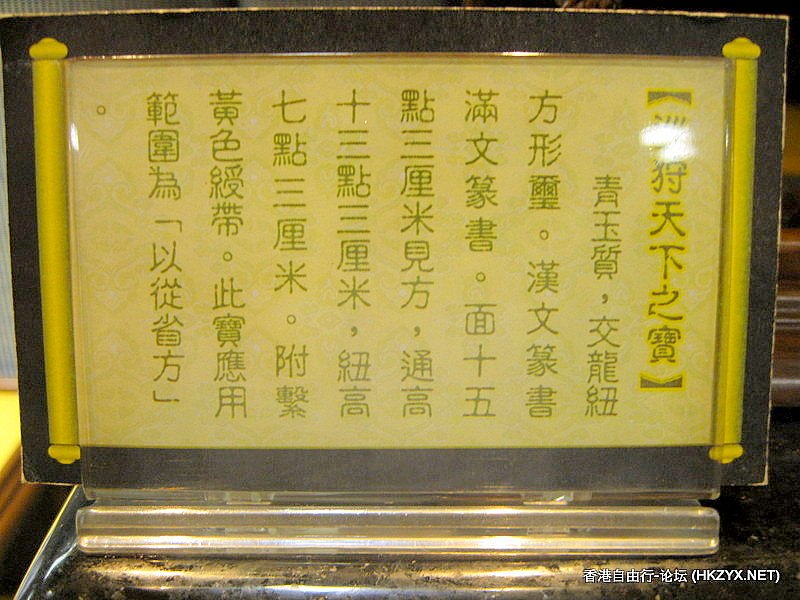 【巡狩天下之寶】
青玉質，交龍紐
方形璽。漢文篆書
滿文篆書。面十五
點三厘米見方，通高
十三點三厘米，紐高
七點三厘米。附繫
黃色綬帶。此寶應用
範圍為「以從省方」
。
香港自由行-论坛 (HKZYX.NET)